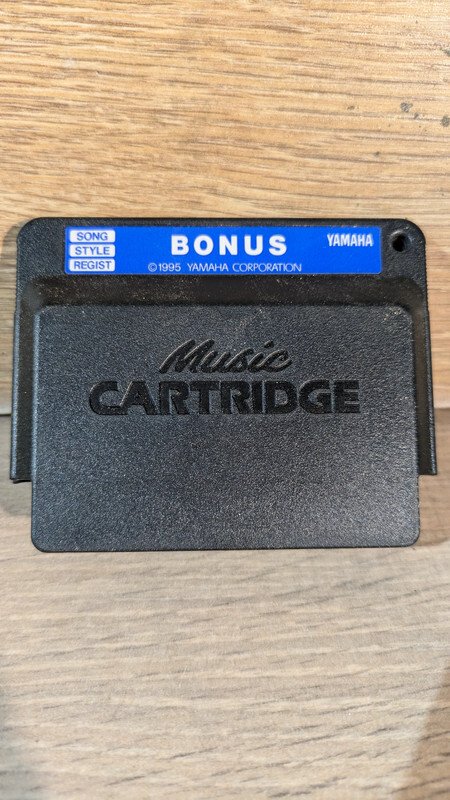 SONG
STYLE
REGIST
BONUS
YAMAHA
©1995 YAMAHA CORPORATION
Music
CARTRIDGE